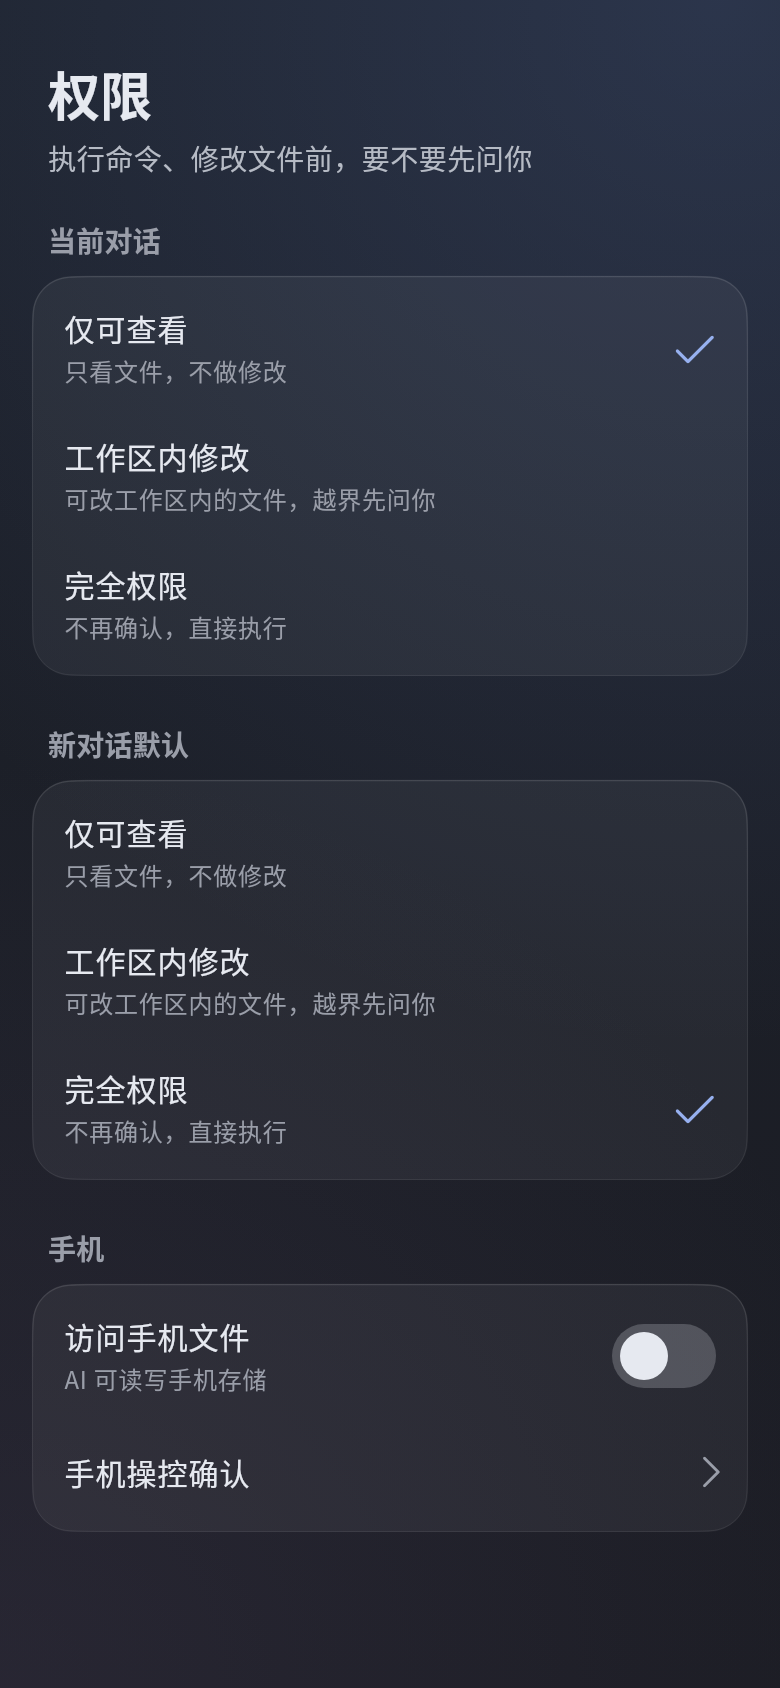 权限
执行命令、修改文件前，要不要先问你
当前对话
仅可查看
只看文件，不做修改
工作区内修改
可改工作区内的文件，越界先问你
完全权限
不再确认，直接执行
新对话默认
仅可查看
只看文件，不做修改
工作区内修改
可改工作区内的文件，越界先问你
完全权限
不再确认，直接执行
手机
访问手机文件
AI 可读写手机存储
手机操控确认